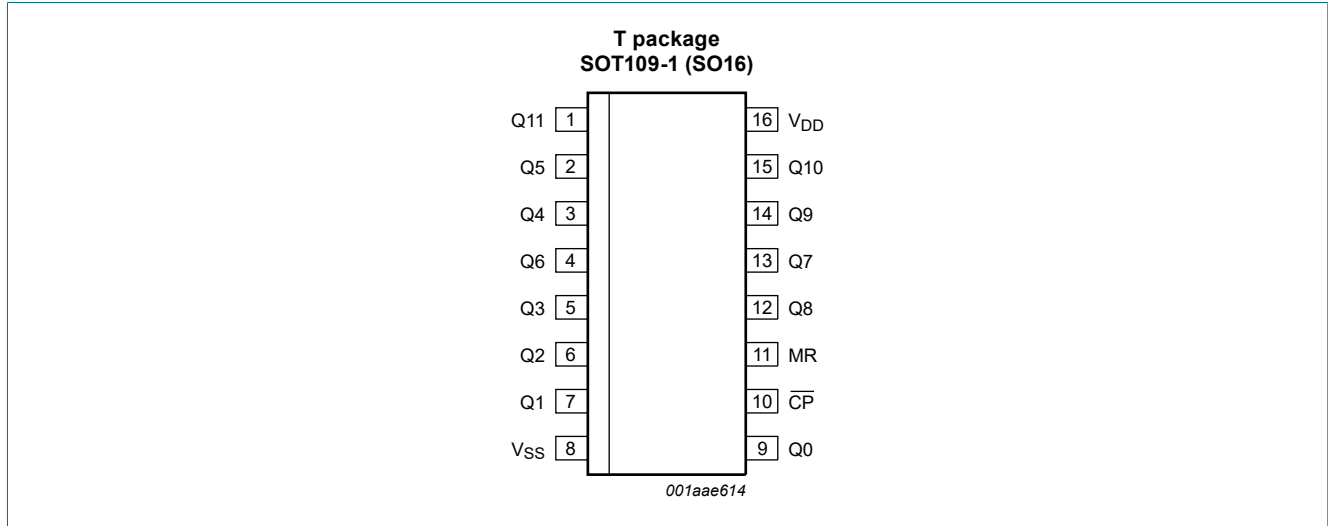 T package
SOT109-1 (SO16)
Q11 1 16 VDD
Q5 2 15 Q10
Q4 3 14 Q9
Q6 4 13 Q7
Q3 5 12 Q8
Q2 6 11 MR
Q1 7 10 C̅P̅
VSS 8 9 Q0
001aae614